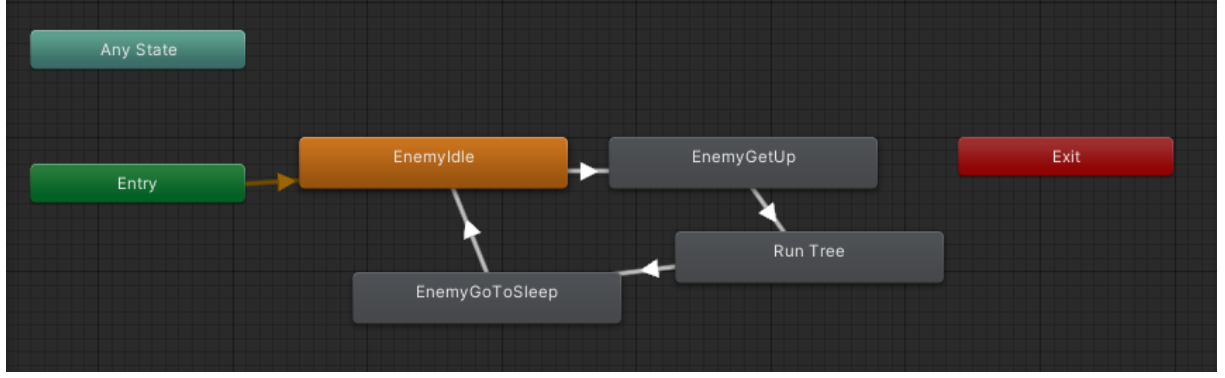 Any State
EnemyIdle
EnemyGetUp
Exit
Entry
Run Tree
EnemyGoToSleep